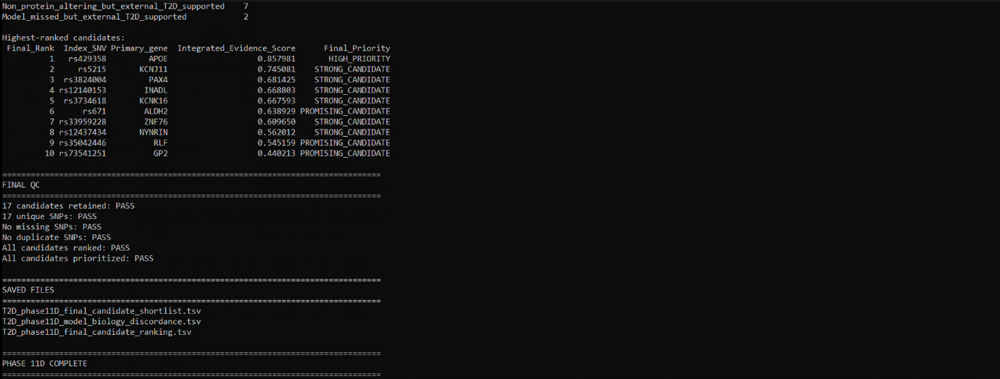 Non_protein_altering_but_external_T2D_supported    7
Model_missed_but_external_T2D_supported            2
Highest-ranked candidates:
Final_Rank  Index_SNV Primary_gene  Integrated_Evidence_Score      Final_Priority
1   rs429358         APOE                   0.857981       HIGH_PRIORITY
2     rs5215       KCNJ11                   0.745081    STRONG_CANDIDATE
3  rs3824004         PAX4                   0.681425    STRONG_CANDIDATE
4 rs12140153        INADL                   0.668803    STRONG_CANDIDATE
5  rs3734618       KCNK16                   0.667593    STRONG_CANDIDATE
6      rs671        ALDH2                   0.638929 PROMISING_CANDIDATE
7 rs33959228        ZNF76                   0.609650    STRONG_CANDIDATE
8 rs12437434       NYNRIN                   0.562012    STRONG_CANDIDATE
9 rs35042446          RLF                   0.545159 PROMISING_CANDIDATE
10 rs73541251          GP2                   0.440213 PROMISING_CANDIDATE
================================================================================
FINAL QC
================================================================================
17 candidates retained: PASS
17 unique SNPs: PASS
No missing SNPs: PASS
No duplicate SNPs: PASS
All candidates ranked: PASS
All candidates prioritized: PASS
================================================================================
SAVED FILES
================================================================================
T2D_phase11D_final_candidate_shortlist.tsv
T2D_phase11D_model_biology_discordance.tsv
T2D_phase11D_final_candidate_ranking.tsv
================================================================================
PHASE 11D COMPLETE
================================================================================